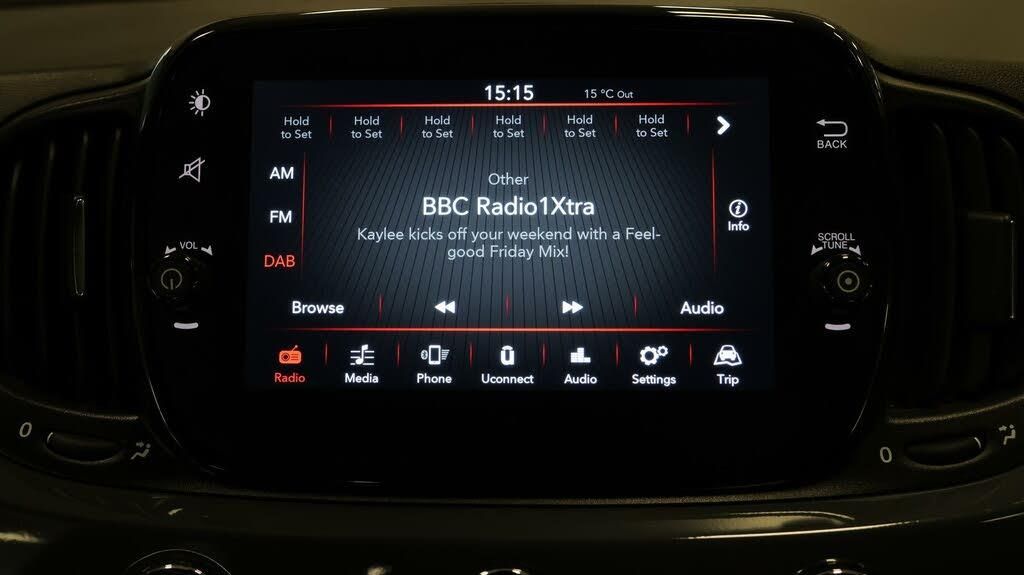 15:15
15 °C Out
Hold to Set
Hold to Set
Hold to Set
Hold to Set
Hold to Set
Hold to Set
BACK
AM
FM
DAB
Other
BBC Radio1Xtra
Kaylee kicks off your weekend with a Feel-
good Friday Mix!
i
Info
VOL
SCROLL
TUNE
Browse
Audio
Radio
Media
Phone
Uconnect
Audio
Settings
Trip
0
0